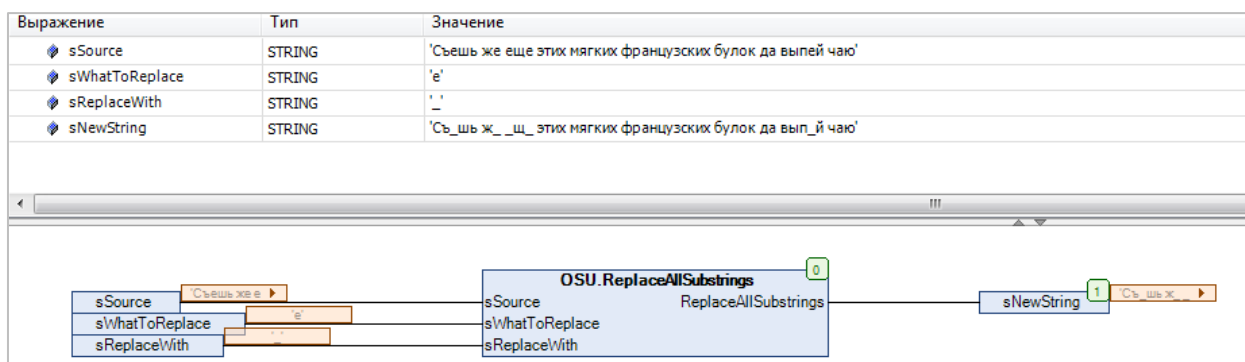 Выражение Тип Значение
sSource STRING 'Съешь же еще этих мягких французских булок да выпей чаю'
sWhatToReplace STRING 'е'
sReplaceWith STRING '_'
sNewString STRING 'Съ_шь ж_ _щ_ этих мягких французских булок да вып_й чаю'
OSU.ReplaceAllSubstrings 0
sSource 'Съешь же е sSource ReplaceAllSubstrings sNewString 1 'Съ_шь ж_ _
sWhatToReplace 'е' sWhatToReplace
sReplaceWith '_' sReplaceWith